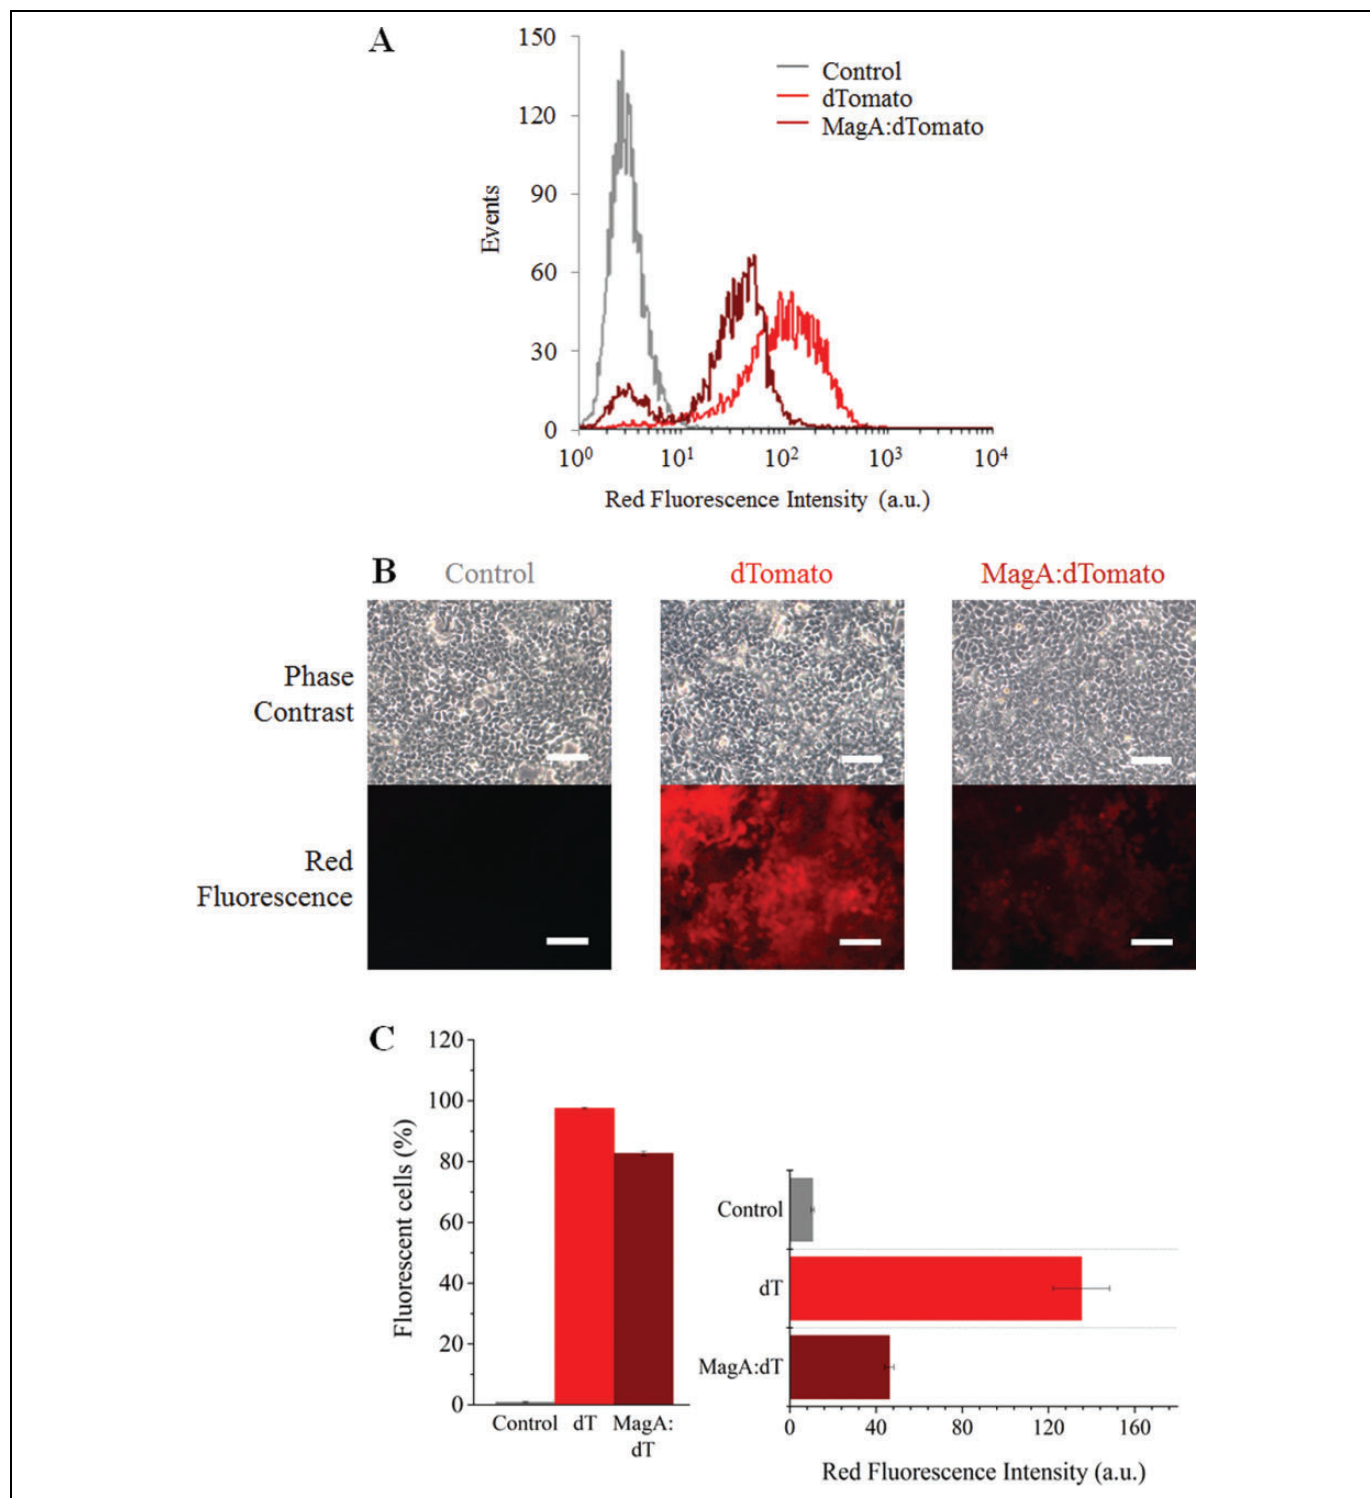 A
150
120
90
60
30
0
Events
Control
dTomato
MagA:dTomato
10⁰ 10¹ 10² 10³ 10⁴
Red Fluorescence Intensity (a.u.)
B
Control dTomato MagA:dTomato
Phase
Contrast
Red
Fluorescence
C
120
100
80
60
40
20
0
Fluorescent cells (%)
Control dT MagA:
dT
Control
dT
MagA:dT
0 40 80 120 160
Red Fluorescence Intensity (a.u.)